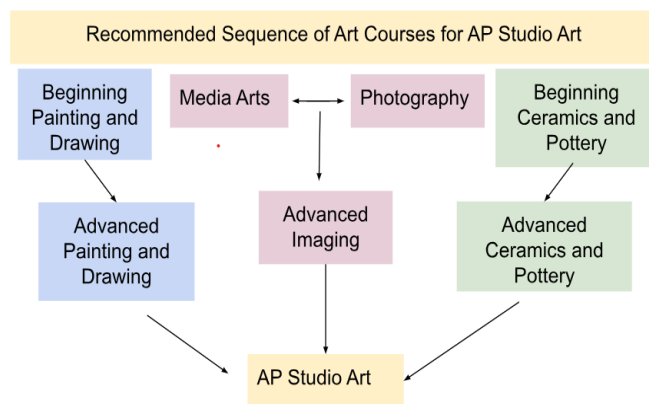 Recommended Sequence of Art Courses for AP Studio Art
Beginning
Painting and
Drawing
Media Arts
Photography
Beginning
Ceramics and
Pottery
Advanced
Painting and
Drawing
Advanced
Imaging
Advanced
Ceramics and
Pottery
AP Studio Art